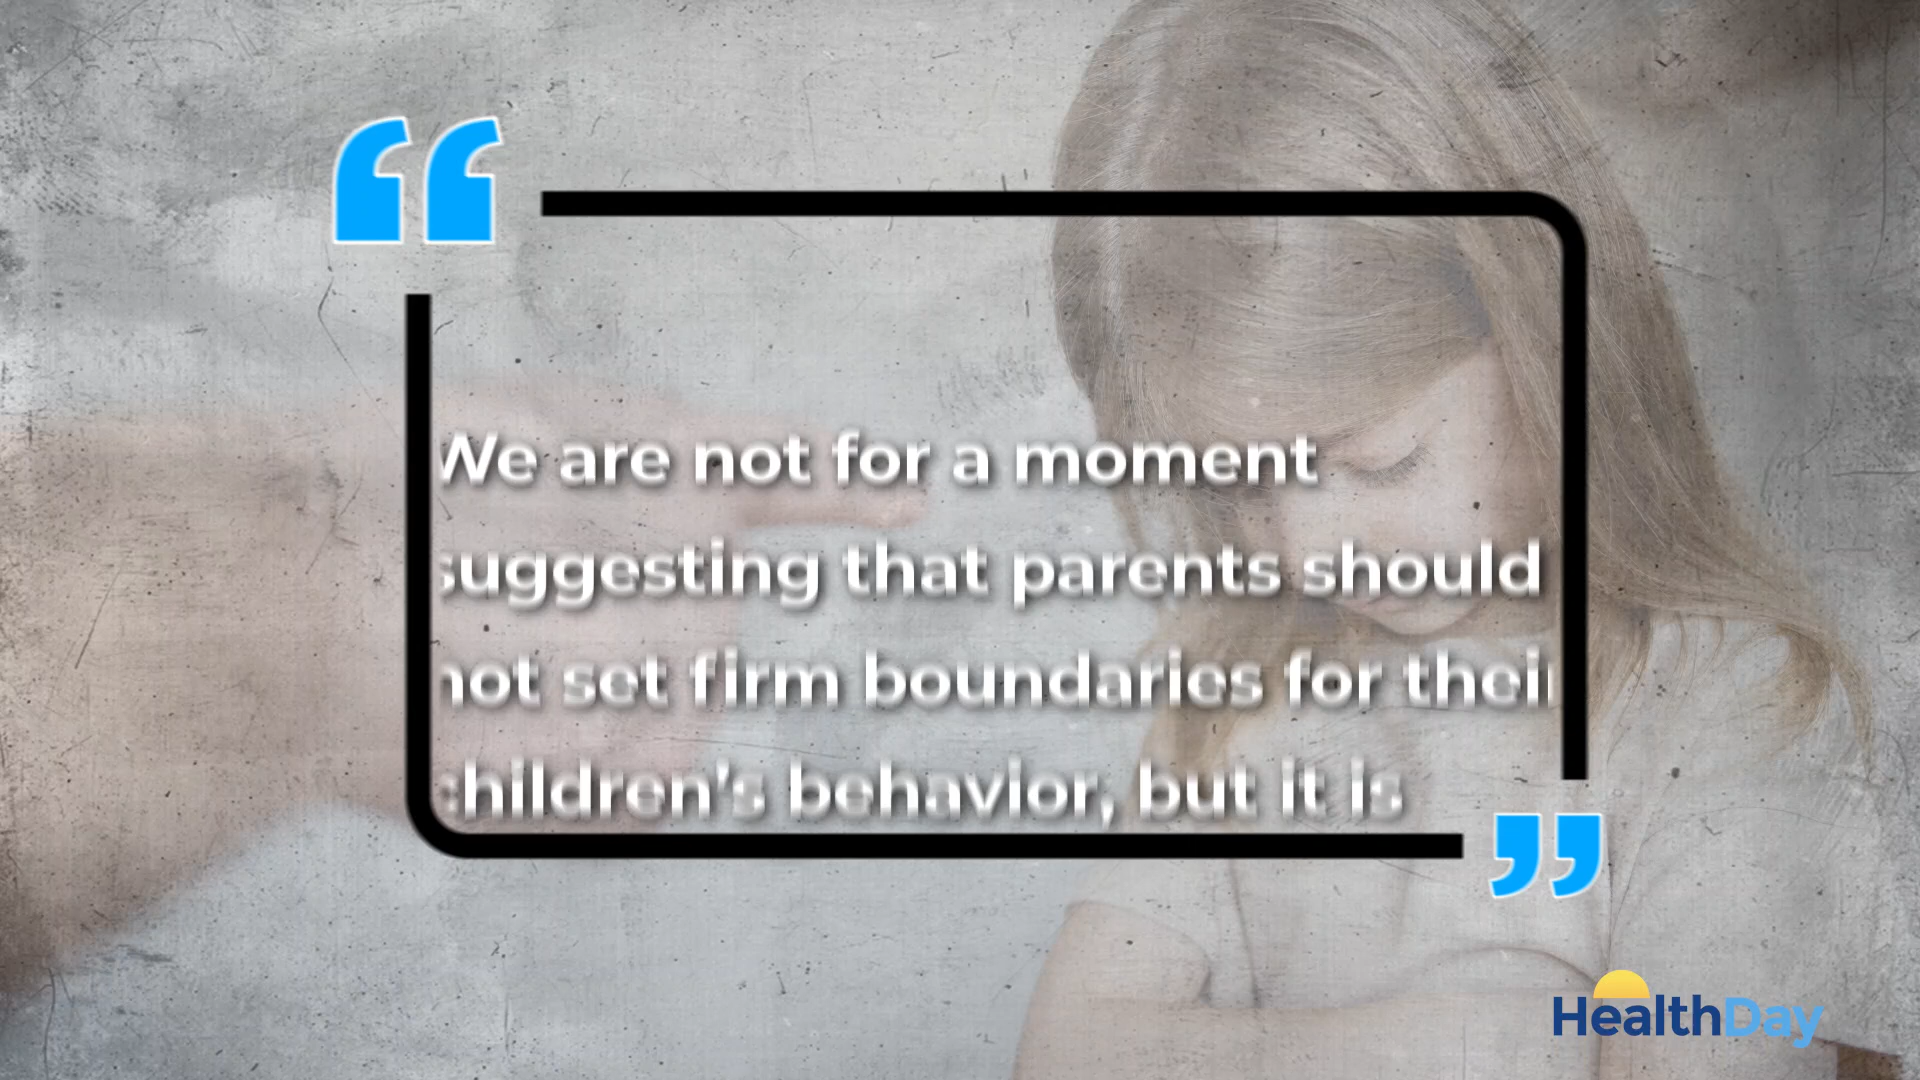 We are not for a moment
suggesting that parents should
not set firm boundaries for their
children's behavior, but it is
HealthDay